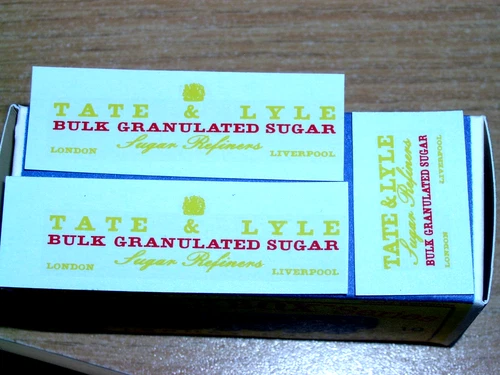 TATE & LYLE
BULK GRANULATED SUGAR
Sugar Refiners
LONDON LIVERPOOL
TATE & LYLE
BULK GRANULATED SUGAR
Sugar Refiners
LONDON LIVERPOOL
TATE & LYLE
Sugar Refiners
BULK GRANULATED SUGAR
LONDON LIVERPOOL